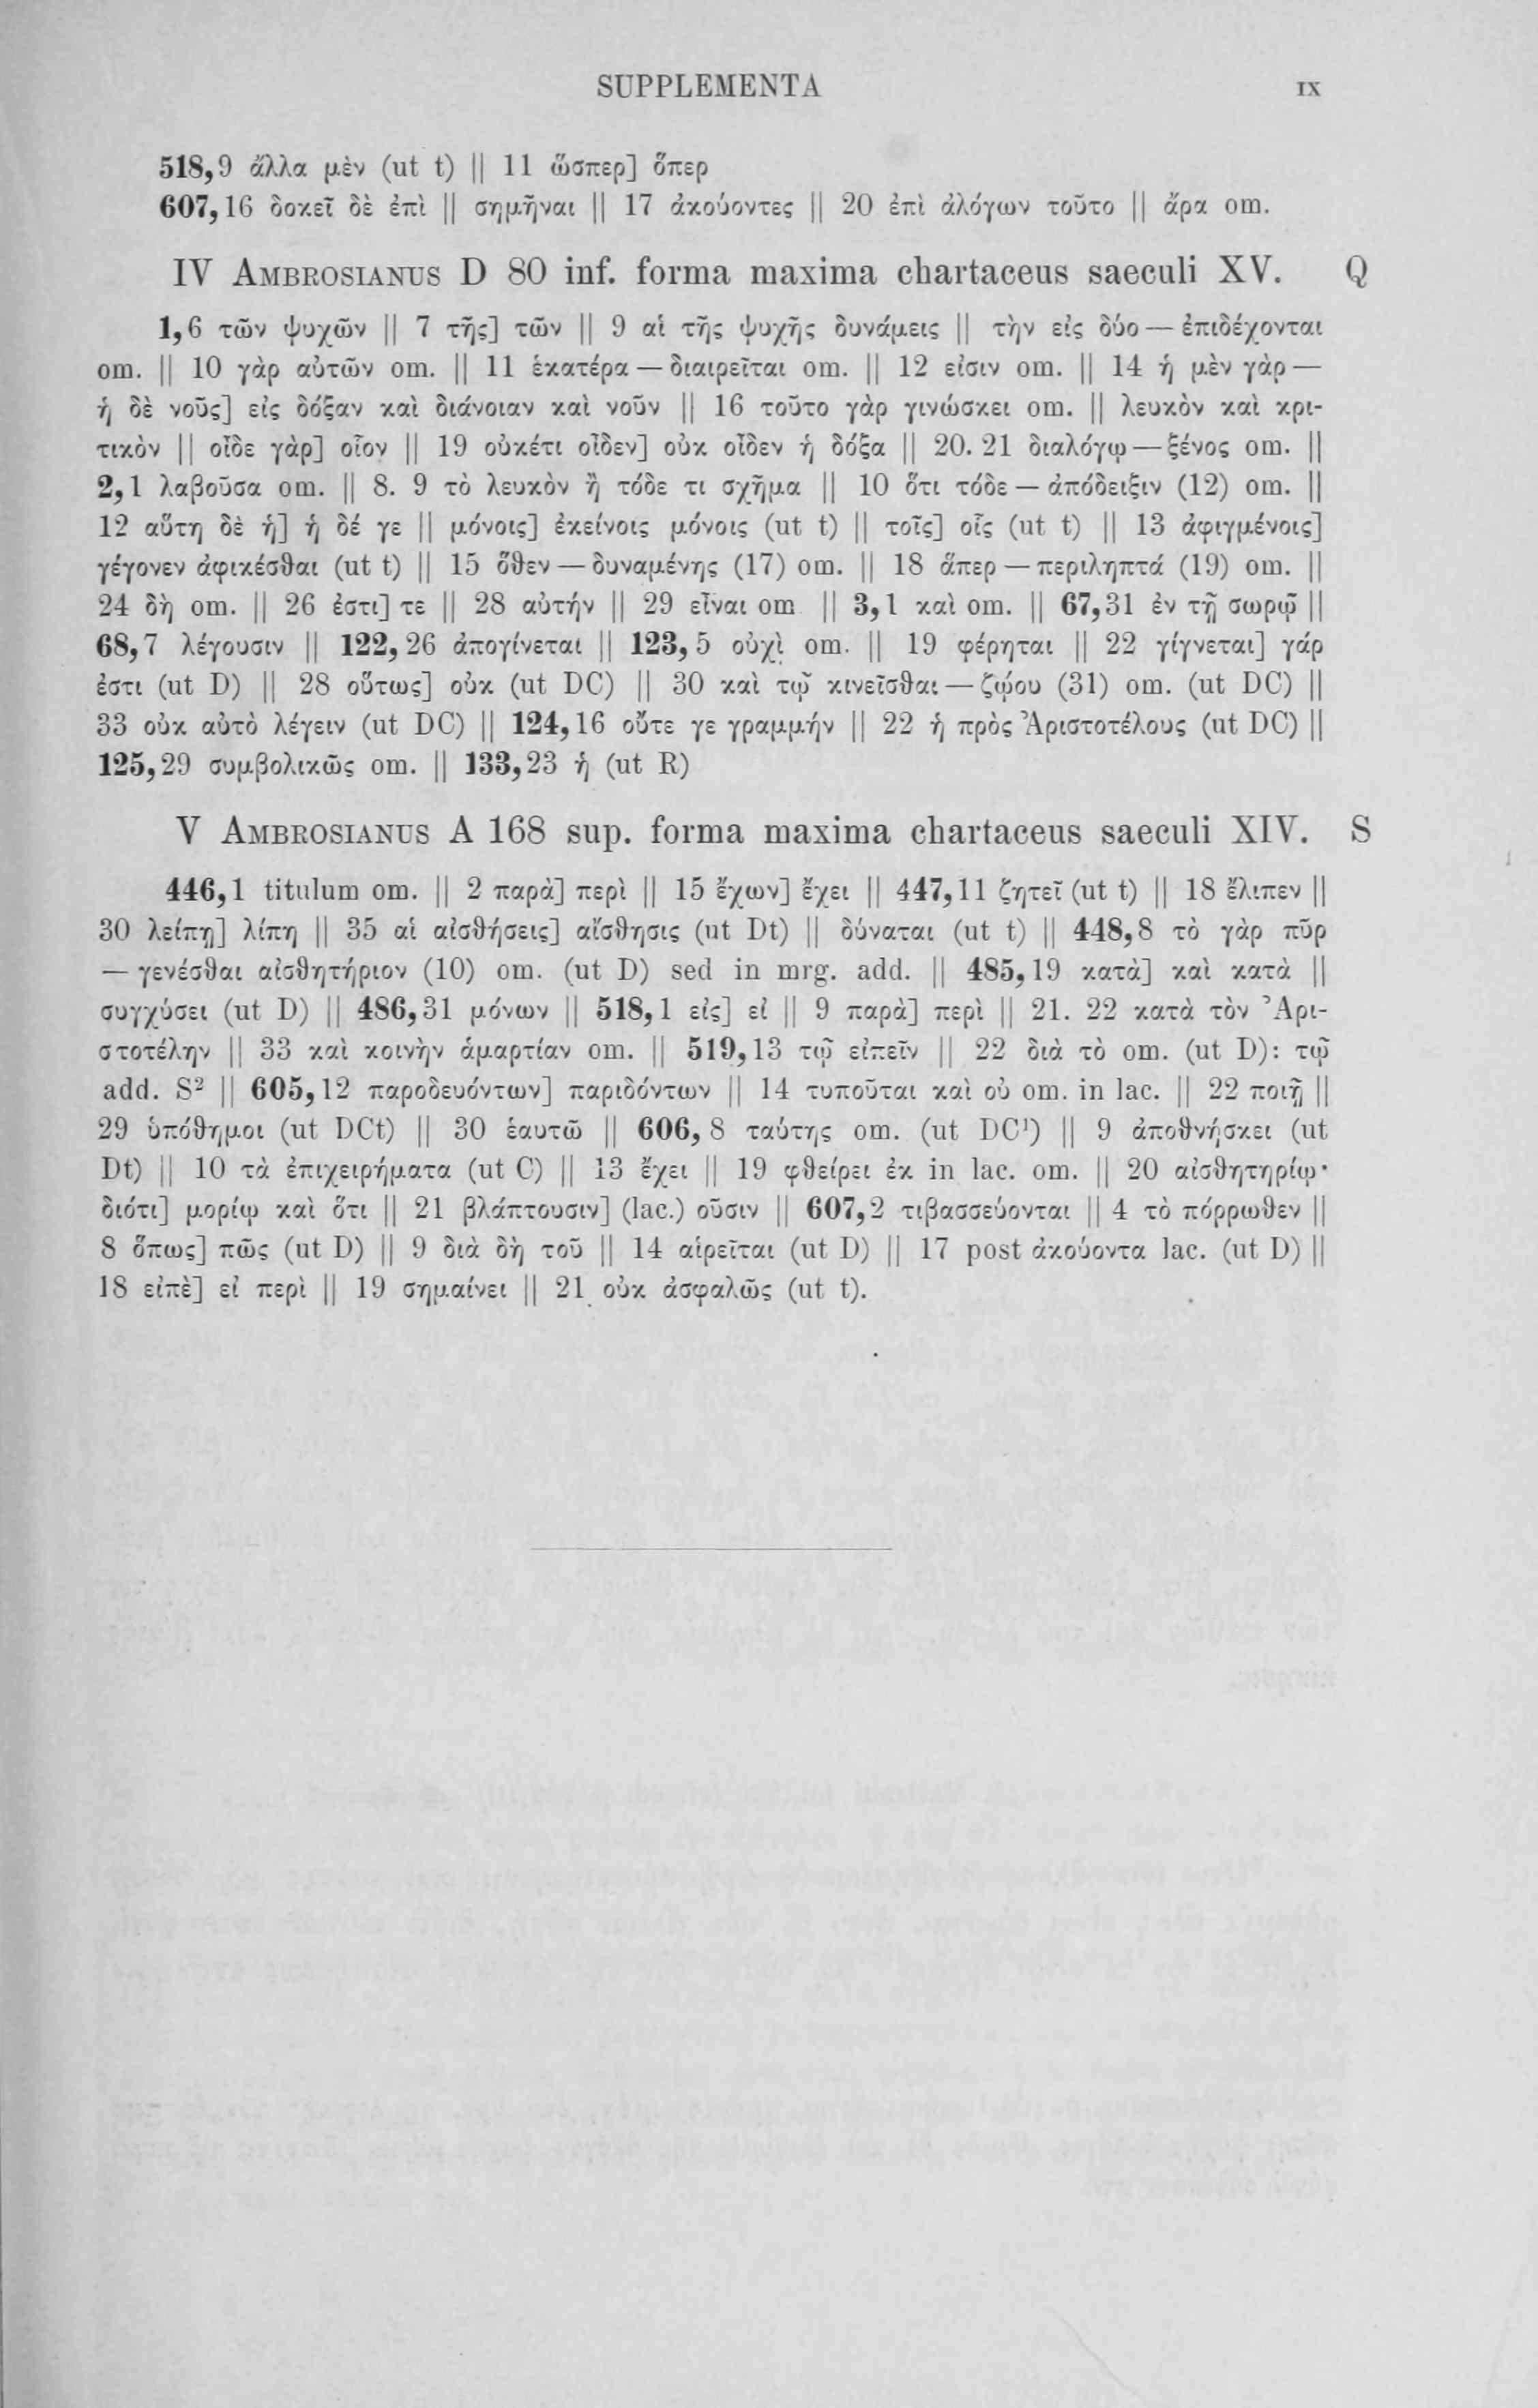 SUPPLEMENTA IX
518,9 ἄλλα μὲν (ut t) || 11 ὥσπερ] ὅπερ
607,16 δοκεῖ δὲ ἐπὶ || σημῆναι || 17 ἀκούοντες || 20 ἐπὶ ἀλόγων τοῦτο || ἄρα om.
IV AMBROSIANUS D 80 inf. forma maxima chartaceus saeculi XV. Q
1,6 τῶν ψυχῶν || 7 τῆς] τῶν || 9 αἱ τῆς ψυχῆς δυνάμεις || τὴν εἰς δύο — ἐπιδέχονται
om. || 10 γὰρ αὐτῶν om. || 11 ἑκατέρα — διαιρεῖται om. || 12 εἰσιν om. || 14 ἡ μὲν γὰρ —
ἡ δὲ νοῦς] εἰς δόξαν καὶ διάνοιαν καὶ νοῦν || 16 τοῦτο γὰρ γινώσκει om. || λευκὸν καὶ κρι-
τικὸν || οἶδε γὰρ] οἷον || 19 οὐκέτι οἶδεν] οὐκ οἶδεν ἡ δόξα || 20. 21 διαλόγῳ — ξένος om. ||
2,1 λαβοῦσα om. || 8. 9 τὸ λευκὸν ἢ τόδε τι σχῆμα || 10 ὅτι τόδε — ἀπόδειξιν (12) om. ||
12 αὕτη δὲ ἡ] ἡ δέ γε || μόνοις] ἐκείνοις μόνοις (ut t) || τοῖς] οἷς (ut t) || 13 ἀφιγμένοις]
γέγονεν ἀφικέσθαι (ut t) || 15 ὅθεν — δυναμένης (17) om. || 18 ἅπερ — περιληπτά (19) om. ||
24 δὴ om. || 26 ἐστι] τε || 28 αὐτήν || 29 εἶναι om || 3,1 καὶ om. || 67,31 ἐν τῇ σωρῷ ||
68,7 λέγουσιν || 122,26 ἀπογίνεται || 123,5 οὐχὶ om. || 19 φέρηται || 22 γίγνεται] γάρ
ἐστι (ut D) || 28 οὕτως] οὐκ (ut DC) || 30 καὶ τῷ κινεῖσθαι — ζῴου (31) om. (ut DC) ||
33 οὐκ αὐτὸ λέγειν (ut DC) || 124,16 οὔτε γε γραμμήν || 22 ἡ πρὸς Ἀριστοτέλους (ut DC) ||
125,29 συμβολικῶς om. || 133,23 ἡ (ut R)
V AMBROSIANUS A 168 sup. forma maxima chartaceus saeculi XIV. S
446,1 titulum om. || 2 παρὰ] περὶ || 15 ἔχων] ἔχει || 447,11 ζητεῖ (ut t) || 18 ἔλιπεν ||
30 λείπῃ] λίπη || 35 αἱ αἰσθήσεις] αἴσθησις (ut Dt) || δύναται (ut t) || 448,8 τὸ γὰρ πῦρ
— γενέσθαι αἰσθητήριον (10) om. (ut D) sed in mrg. add. || 485,19 κατὰ] καὶ κατὰ ||
συγχύσει (ut D) || 486,31 μόνων || 518,1 εἰς] εἰ || 9 παρὰ] περὶ || 21. 22 κατὰ τὸν Ἀρι-
στοτέλην || 33 καὶ κοινὴν ἁμαρτίαν om. || 519,13 τῷ εἰπεῖν || 22 διὰ τὸ om. (ut D): τῷ
add. S² || 605,12 παροδευόντων] παριδόντων || 14 τυποῦται καὶ οὐ om. in lac. || 22 ποιῇ ||
29 ὑπόθημοι (ut DCt) || 30 ἑαυτῶ || 606,8 ταύτης om. (ut DC¹) || 9 ἀποθνήσκει (ut
Dt) || 10 τὰ ἐπιχειρήματα (ut C) || 13 ἔχει || 19 φθείρει ἐκ in lac. om. || 20 αἰσθητηρίῳ·
διότι] μορίῳ καὶ ὅτι || 21 βλάπτουσιν] (lac.) οῦσιν || 607,2 τιβασσεύονται || 4 τὸ πόρρωθεν ||
8 ὅπως] πῶς (ut D) || 9 διὰ δὴ τοῦ || 14 αἱρεῖται (ut D) || 17 post ἀκούοντα lac. (ut D) ||
18 εἰπὲ] εἰ περὶ || 19 σημαίνει || 21 οὐκ ἀσφαλῶς (ut t).